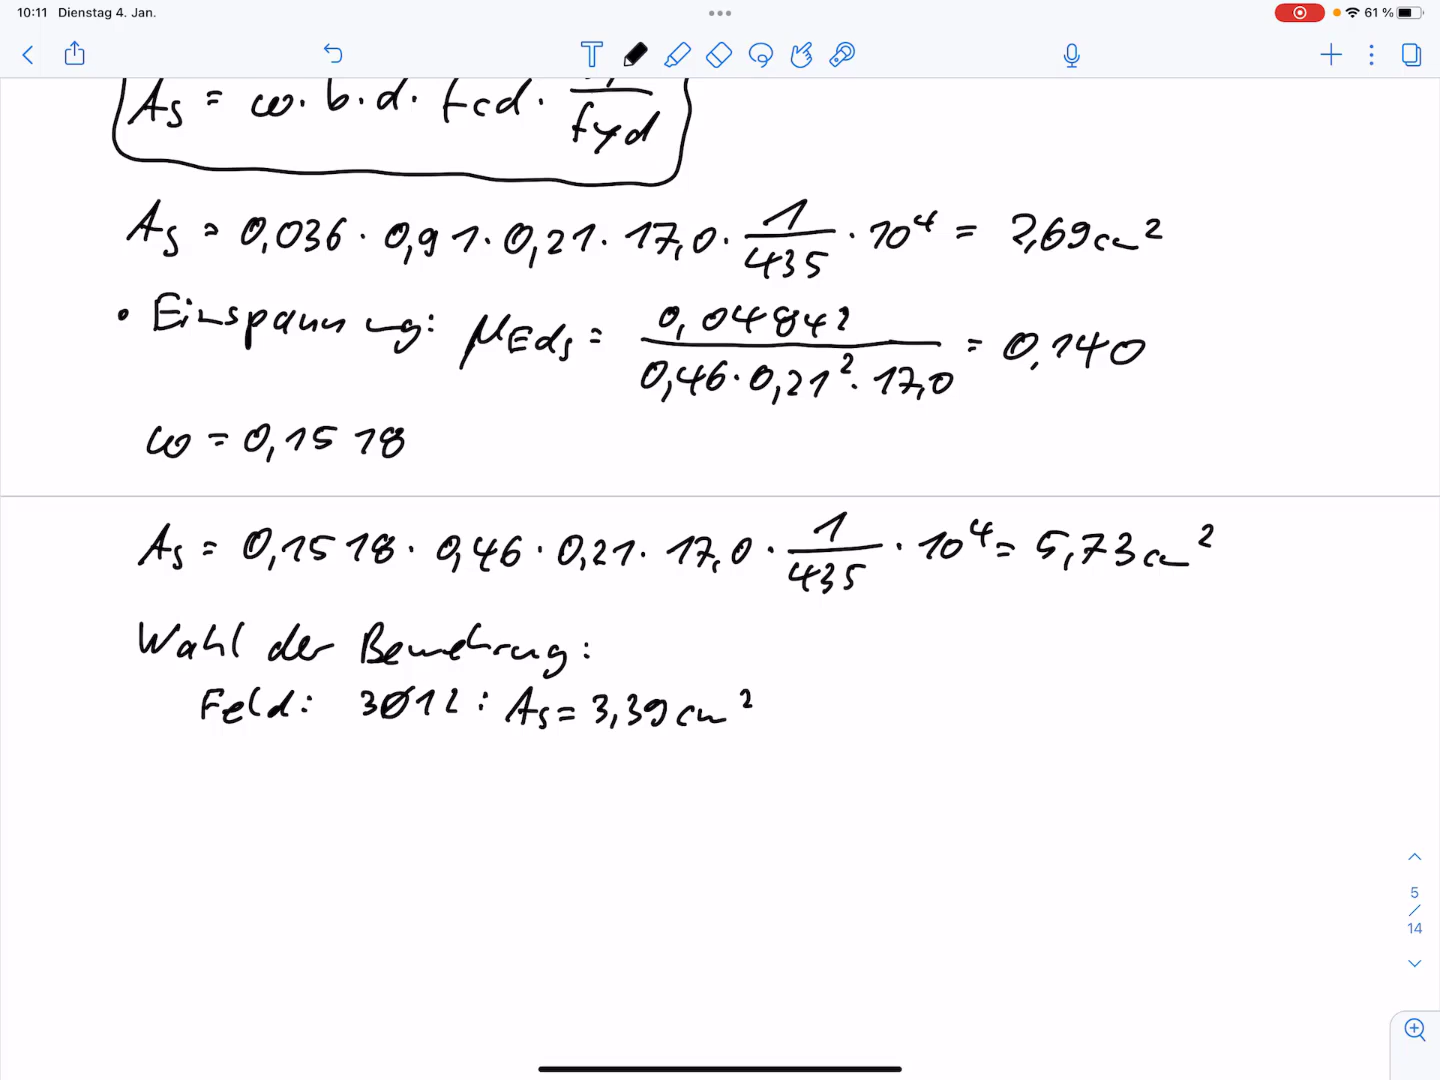 10:11 Dienstag 4. Jan.
61 %
As = ω · b · d · fcd · 1/fyd
As = 0,036 · 0,91 · 0,21 · 17,0 · 1/435 · 10⁴ = 2,69cm²
• Einspannung: μEds = 0,04842/0,46 · 0,21² · 17,0 = 0,140
ω = 0,1518
As = 0,1518 · 0,46 · 0,21 · 17,0 · 1/435 · 10⁴ = 5,73cm²
Wahl der Bewehrung:
Feld: 3Ø12 : As = 3,39cm²
5
/
14